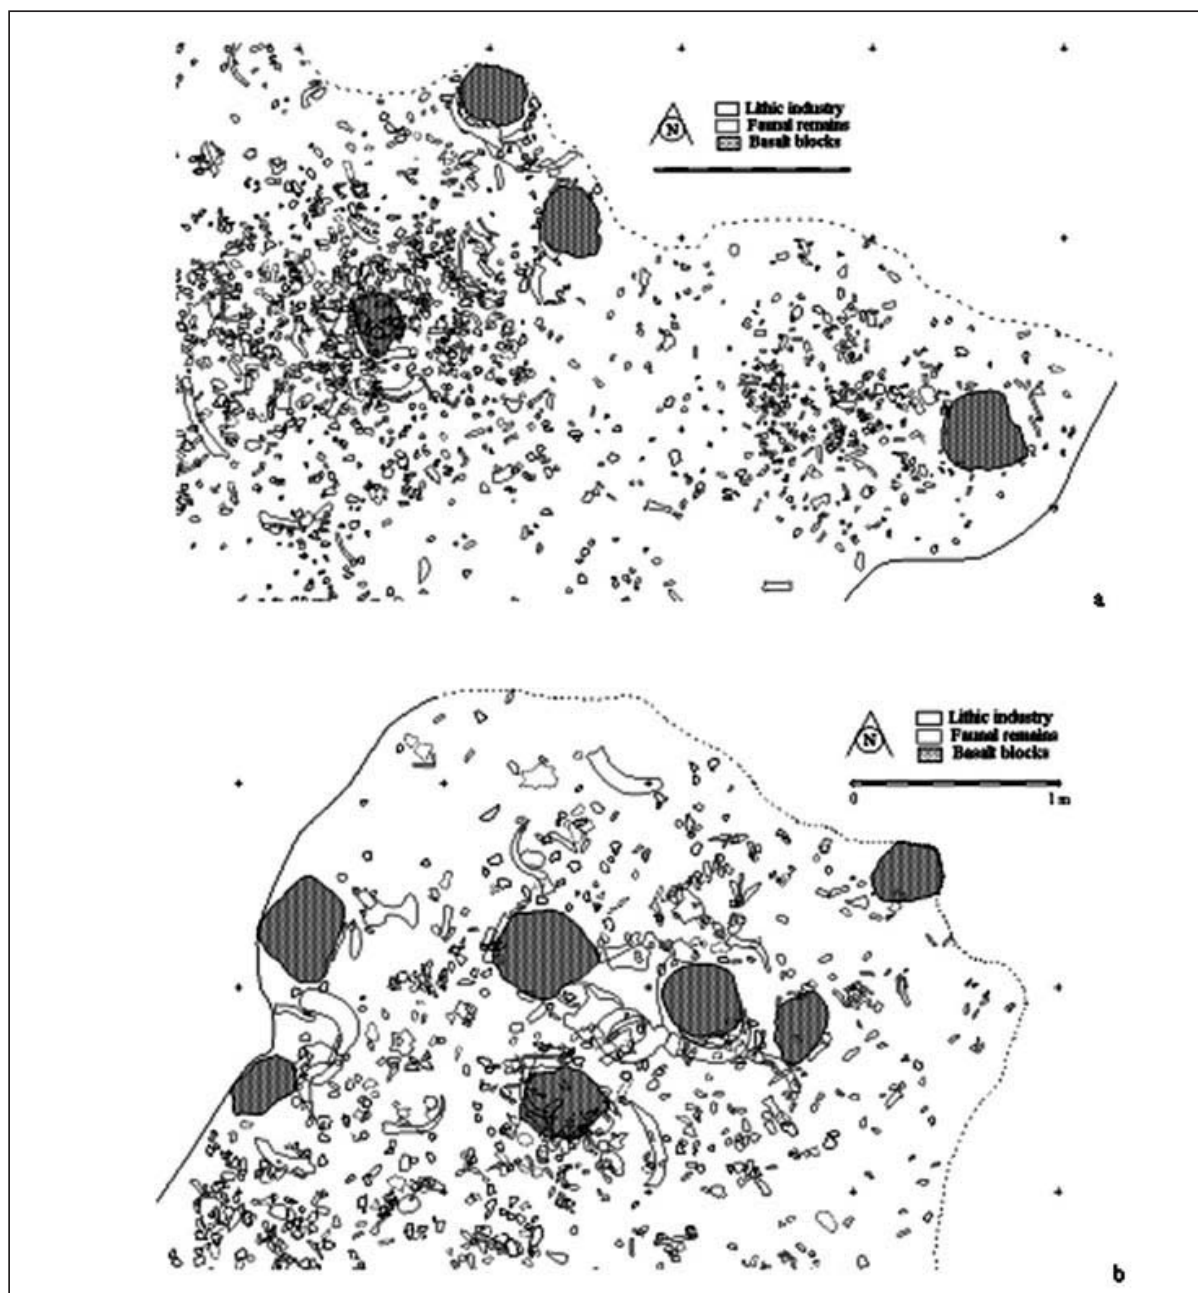 N
Lithic industry
Faunal remains
Basalt blocks
a
N
Lithic industry
Faunal remains
Basalt blocks
0 1 m
b